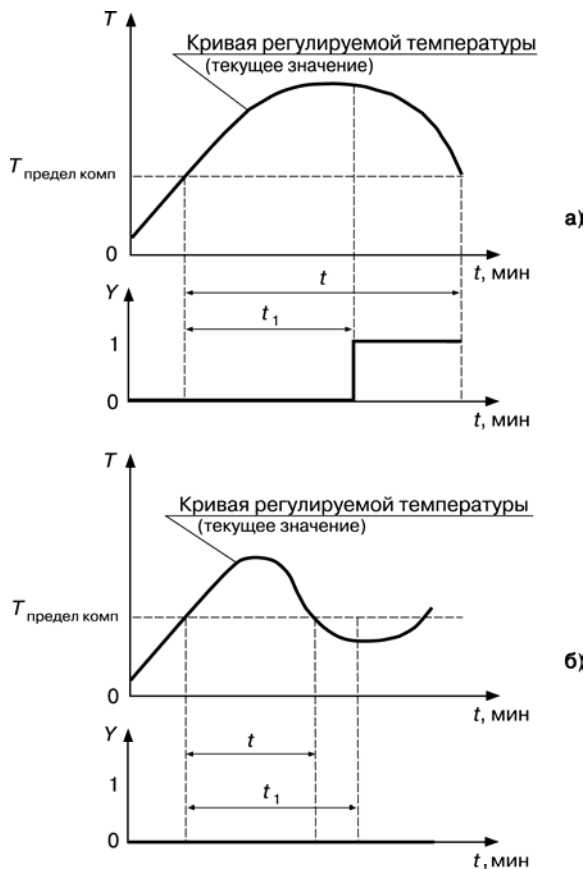 T
Кривая регулируемой температуры
(текущее значение)
T предел комп
а)
0
t, мин
Y
t
t 1
1
0
t, мин
T
Кривая регулируемой температуры
(текущее значение)
T предел комп
б)
0
t, мин
Y
t
1
t 1
0
t, мин